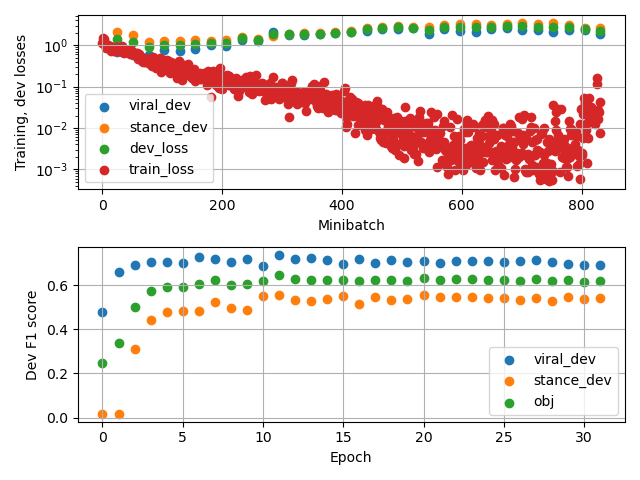 10⁰
10⁻¹
10⁻²
10⁻³
Training, dev losses
viral_dev
stance_dev
dev_loss
train_loss
0 200 400 600 800
Minibatch
0.6
0.4
0.2
0.0
Dev F1 score
viral_dev
stance_dev
obj
0 5 10 15 20 25 30
Epoch